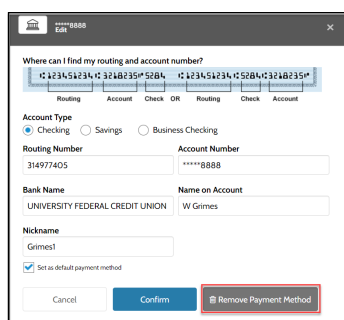 *****8888
Edit
×
Where can I find my routing and account number?
⑆123451234⑆3218235⑈5284 ⑆123451234⑆5284⑆3218235⑈
Routing Account Check OR Routing Check Account
Account Type
Checking Savings Business Checking
Routing Number Account Number
314977405 *****8888
Bank Name Name on Account
UNIVERSITY FEDERAL CREDIT UNION W Grimes
Nickname
Grimes1
Set as default payment method
Cancel Confirm Remove Payment Method